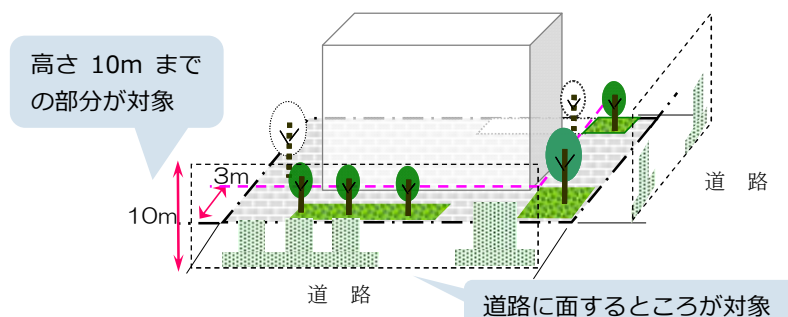 高さ 10m まで
の部分が対象
3m
10m
道 路
道 路
道路に面するところが対象